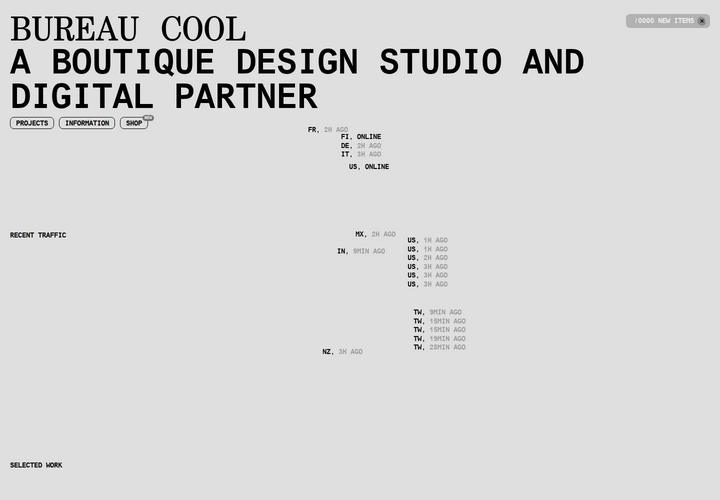 BUREAU COOL
/0000 NEW ITEMS
A BOUTIQUE DESIGN STUDIO AND
DIGITAL PARTNER
PROJECTS
INFORMATION
SHOP
NEW
FR, 2H AGO
FI, ONLINE
DE, 2H AGO
IT, 3H AGO
US, ONLINE
RECENT TRAFFIC
MX, 2H AGO
IN, 9MIN AGO
US, 1H AGO
US, 1H AGO
US, 2H AGO
US, 3H AGO
US, 3H AGO
US, 3H AGO
TW, 9MIN AGO
TW, 15MIN AGO
TW, 15MIN AGO
TW, 19MIN AGO
TW, 25MIN AGO
NZ, 3H AGO
SELECTED WORK